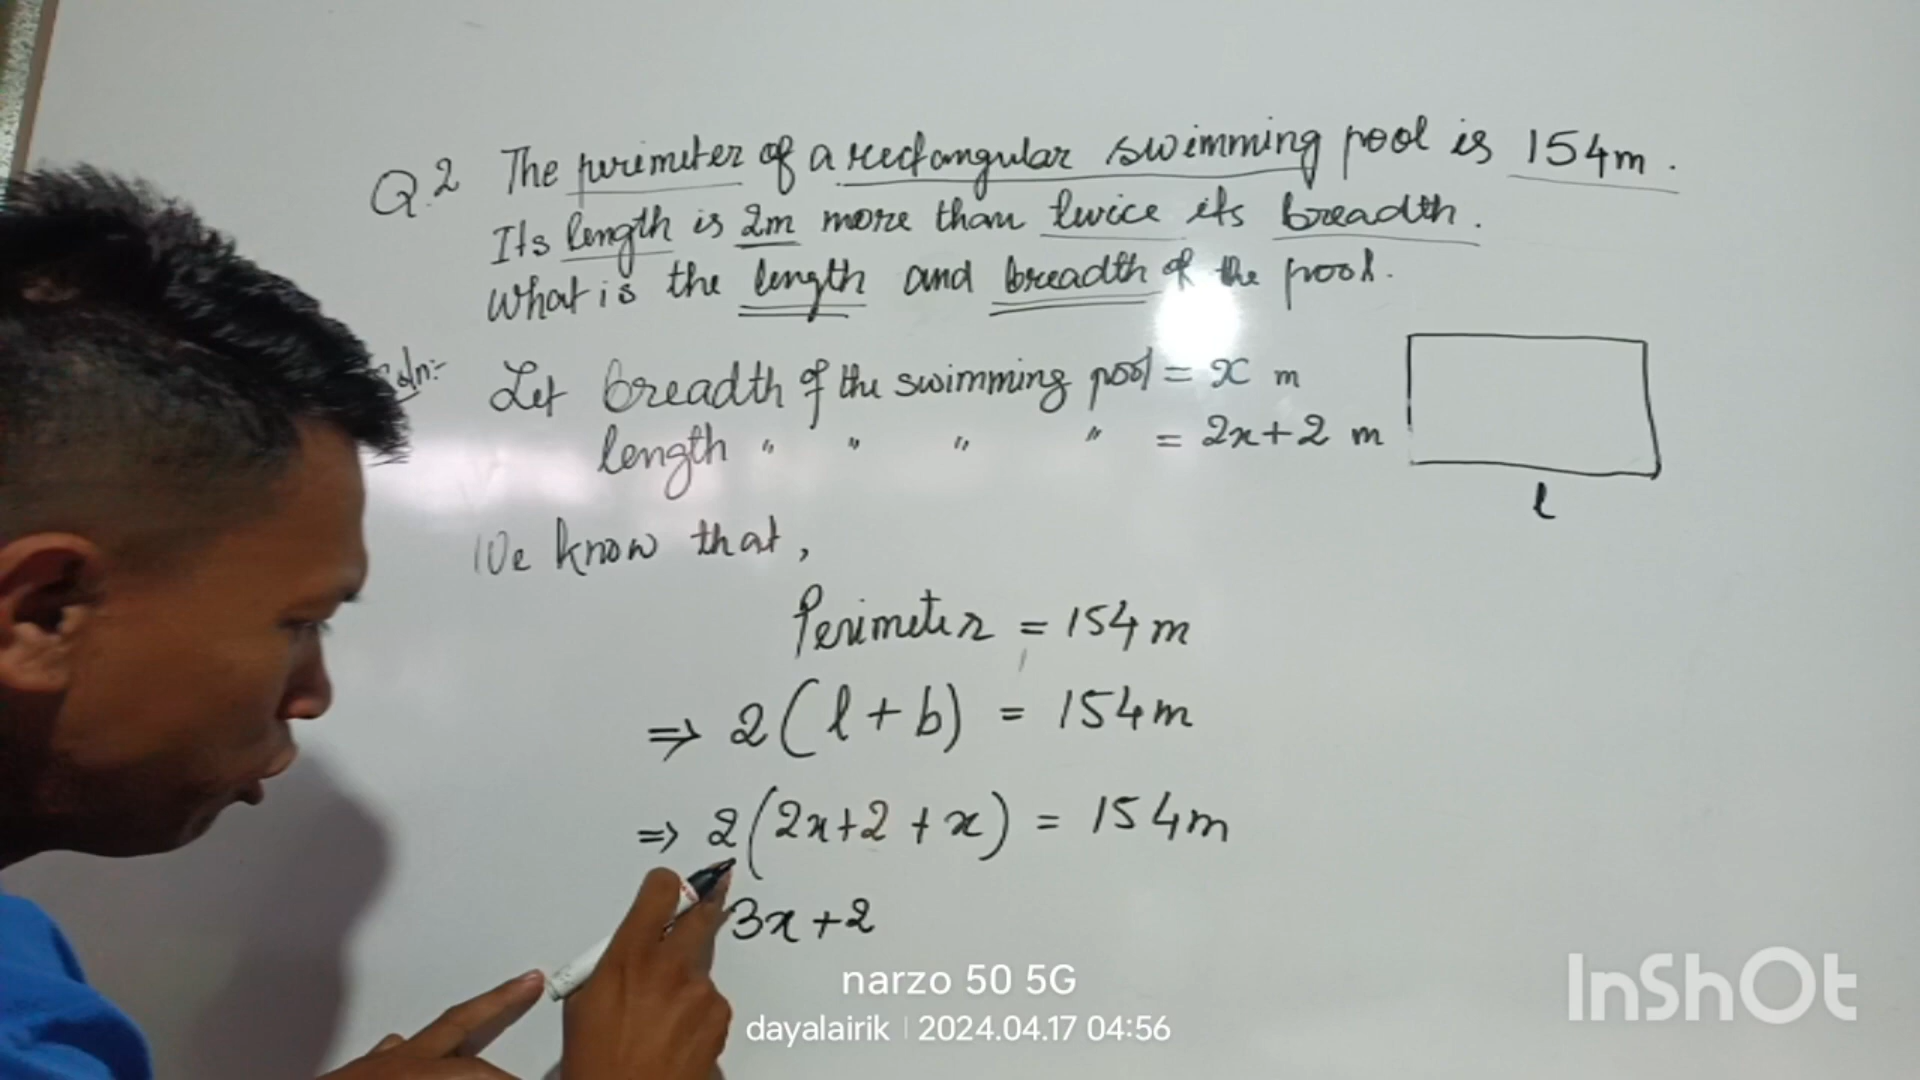 Q.2 The perimeter of a rectangular swimming pool is 154m.
Its length is 2m more than twice its breadth.
What is the length and breadth of the pool.
Soln:- Let breadth of the swimming pool = x m
length " " " " = 2x+2 m
l
We know that,
Perimeter = 154 m
⇒ 2(l+b) = 154m
⇒ 2(2x+2+x) = 154m
3x+2
narzo 50 5G
dayalairik | 2024.04.17 04:56
InShOt